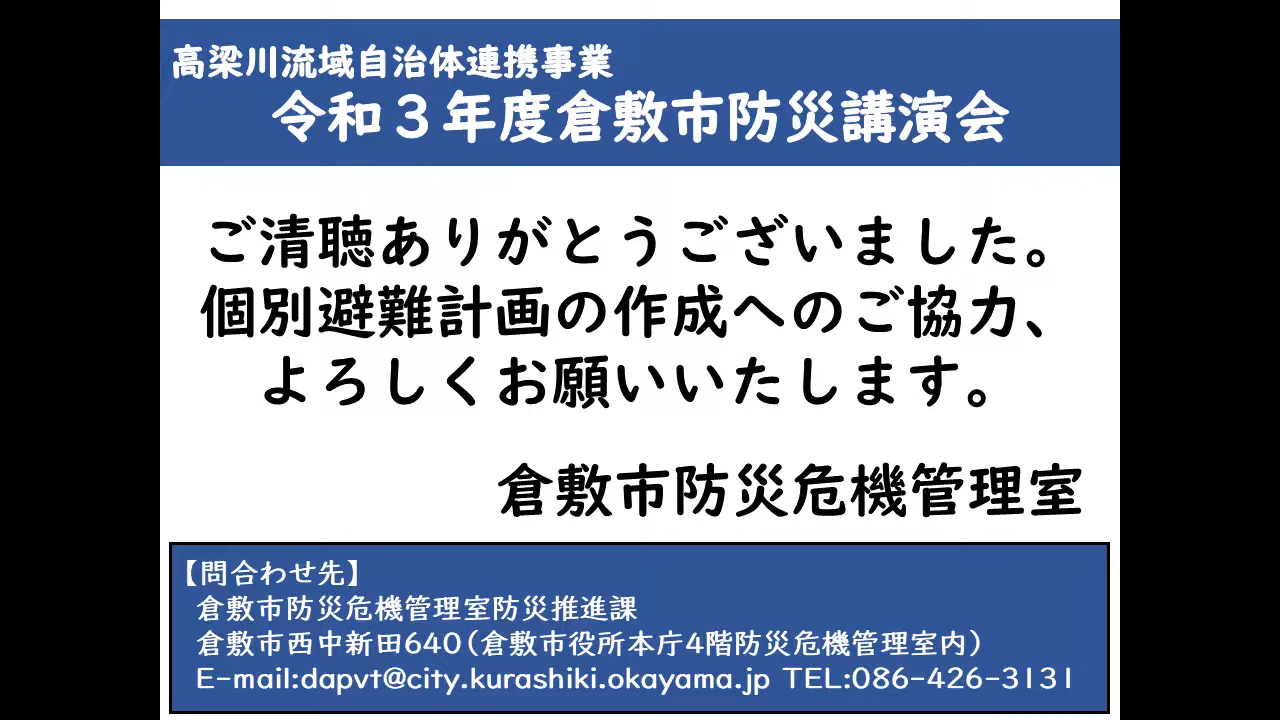 高梁川流域自治体連携事業
令和３年度倉敷市防災講演会
ご清聴ありがとうございました。
個別避難計画の作成へのご協力、
よろしくお願いいたします。
倉敷市防災危機管理室
【問合わせ先】
倉敷市防災危機管理室防災推進課
倉敷市西中新田640（倉敷市役所本庁4階防災危機管理室内）
E-mail:dapvt@city.kurashiki.okayama.jp TEL:086-426-3131